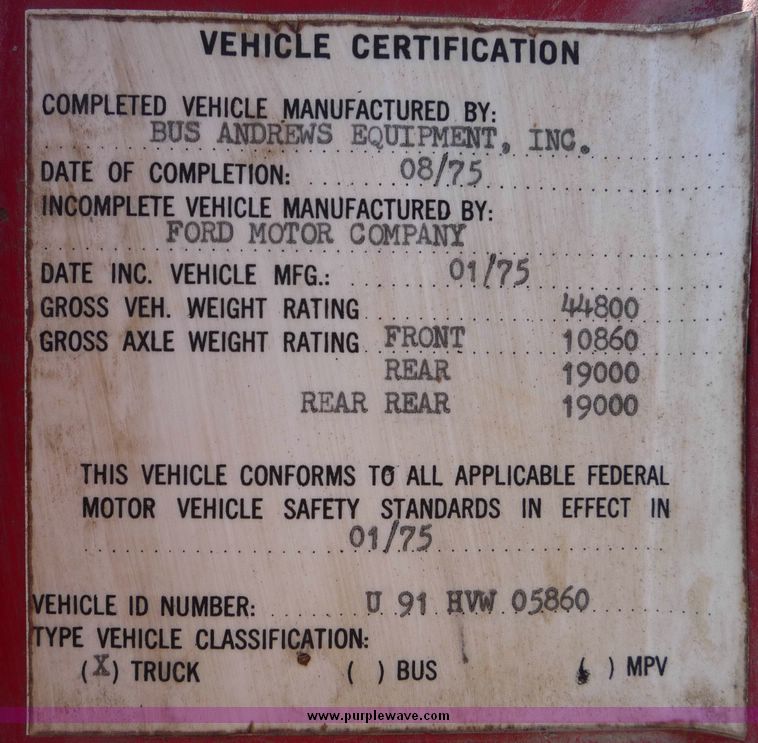 VEHICLE CERTIFICATION
COMPLETED VEHICLE MANUFACTURED BY:
BUS ANDREWS EQUIPMENT, INC.
DATE OF COMPLETION: 08/75
INCOMPLETE VEHICLE MANUFACTURED BY:
FORD MOTOR COMPANY
DATE INC. VEHICLE MFG.: 01/75
GROSS VEH. WEIGHT RATING 44800
GROSS AXLE WEIGHT RATING FRONT 10860
REAR 19000
REAR REAR 19000
THIS VEHICLE CONFORMS TO ALL APPLICABLE FEDERAL
MOTOR VEHICLE SAFETY STANDARDS IN EFFECT IN
01/75
VEHICLE ID NUMBER: U 91 HVW 05860
TYPE VEHICLE CLASSIFICATION:
(X) TRUCK ( ) BUS ( ) MPV
www.purplewave.com